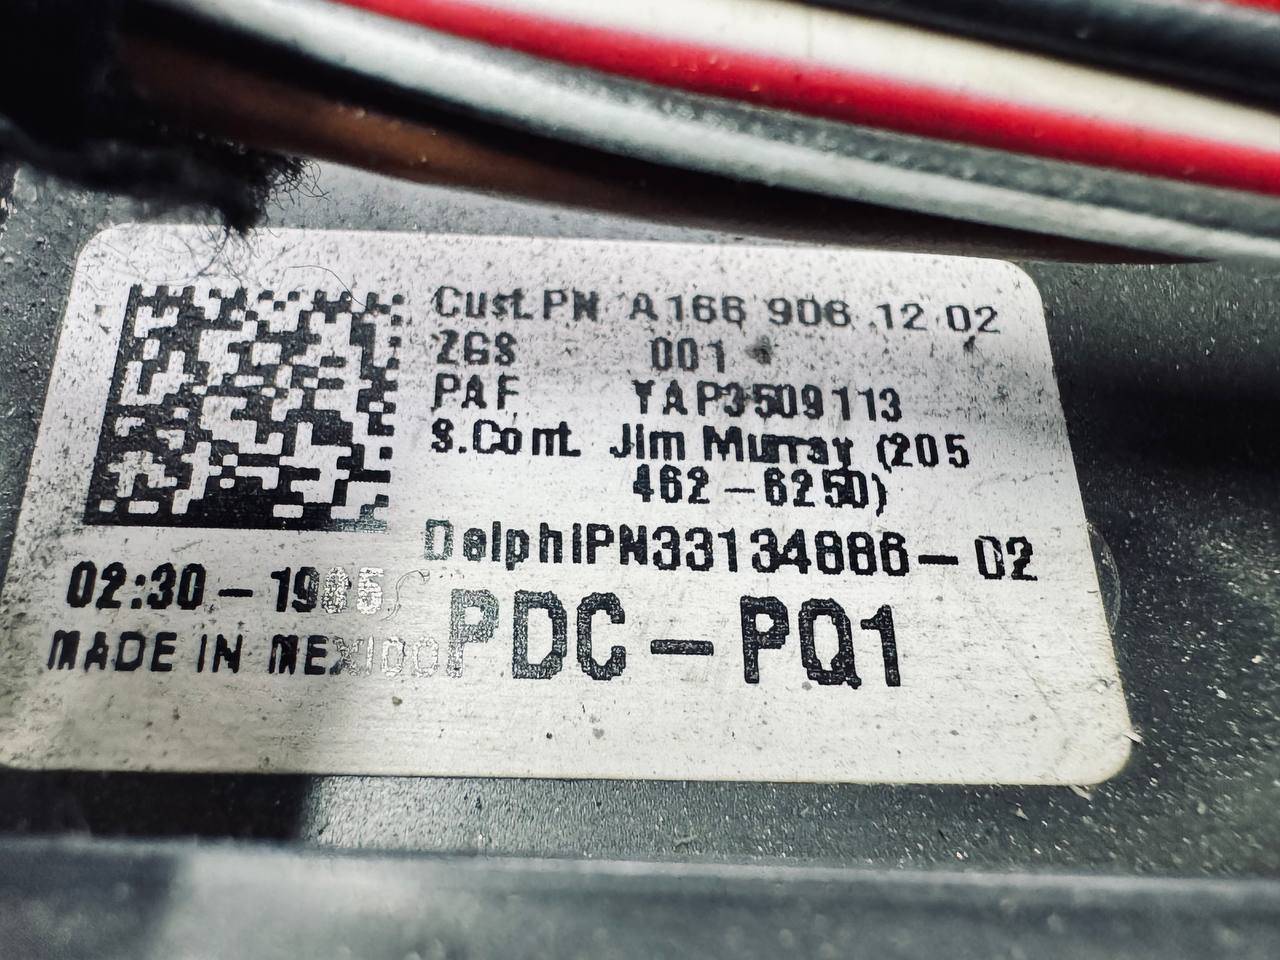 Cust.PN A166 906 12 02
ZGS 001
PAF YAP3509113
S.Cont. Jim Murray (205
462-6250)
DelphiPN33134886-02
02:30-1985
MADE IN MEXICO
PDC-PQ1